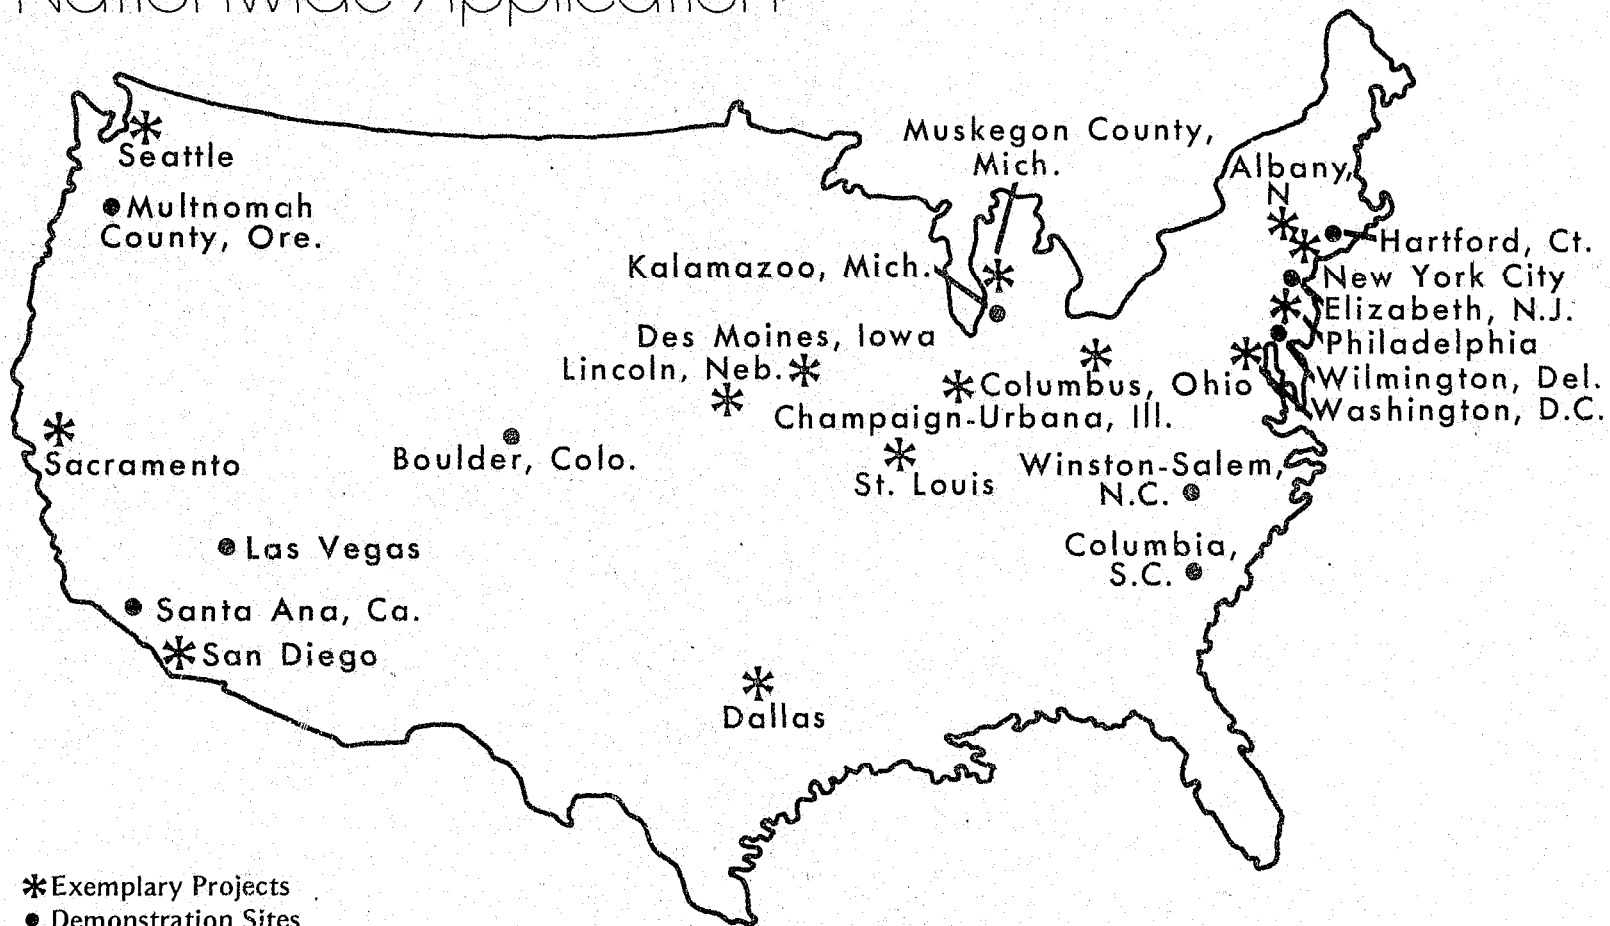 Nationwide Application
Muskegon County,
Mich.
Seattle
Albany,
N
Multnomah
County, Ore.
Hartford, Ct.
Kalamazoo, Mich.
New York City
Elizabeth, N.J.
Des Moines, Iowa
Philadelphia
Lincoln, Neb.
Columbus, Ohio
Wilmington, Del.
Champaign-Urbana, Ill.
Washington, D.C.
Sacramento
Boulder, Colo.
St. Louis
Winston-Salem,
N.C.
Las Vegas
Columbia,
S.C.
Santa Ana, Ca.
San Diego
Dallas
* Exemplary Projects
● Demonstration Sites